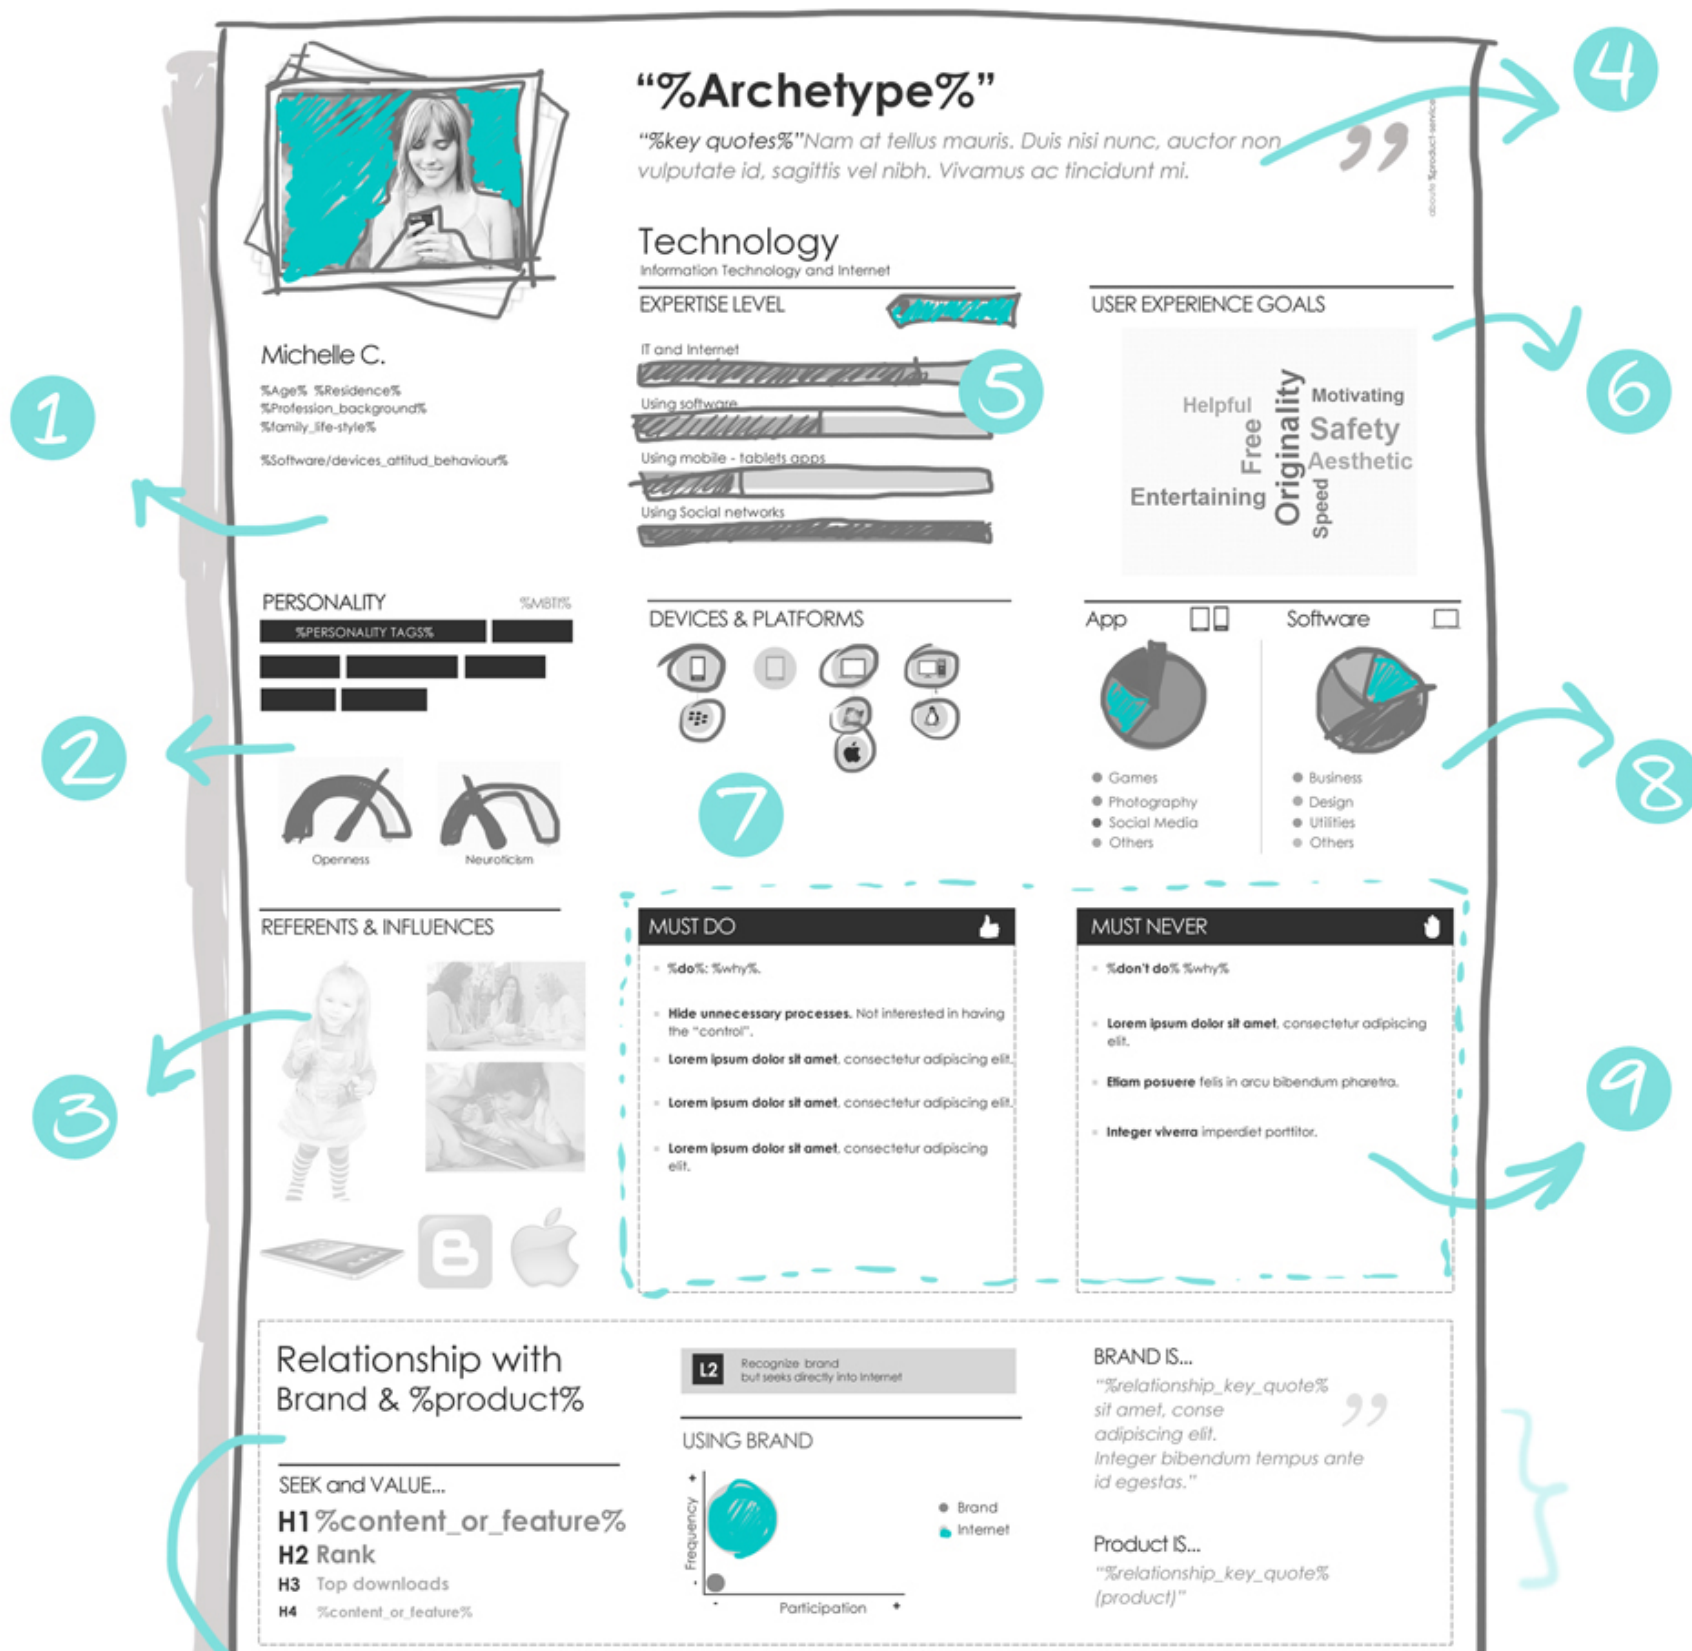 4
“%Archetype%”
“%key quotes%”Nam at tellus mauris. Duis nisi nunc, auctor non
vulputate id, sagittis vel nibh. Vivamus ac tincidunt mi.
”
Technology
Information Technology and Internet
EXPERTISE LEVEL
IT and Internet
Using software
Using mobile - tablets apps
Using Social networks
5
USER EXPERIENCE GOALS
Helpful
Free
Originality
Motivating
Safety
Aesthetic
Entertaining
Speed
6
Michelle C.
%Age% %Residence%
%Profession_background%
%family_life-style%
%Software/devices_attitud_behaviour%
1
PERSONALITY
%MBTI%
%PERSONALITY TAGS%
2
Openness
Neuroticism
DEVICES & PLATFORMS
7
App
Games
Photography
Social Media
Others
Software
Business
Design
Utilities
Others
8
REFERENTS & INFLUENCES
3
MUST DO
%do%: %why%.
Hide unnecessary processes. Not interested in having
the “control”.
Lorem ipsum dolor sit amet, consectetur adipiscing elit.
Lorem ipsum dolor sit amet, consectetur adipiscing elit.
Lorem ipsum dolor sit amet, consectetur adipiscing
elit.
MUST NEVER
%don't do% %why%
Lorem ipsum dolor sit amet, consectetur adipiscing
elit.
Etiam posuere felis in arcu bibendum pharetra.
Integer viverra imperdiet porttitor.
9
Relationship with
Brand & %product%
SEEK and VALUE...
H1 %content_or_feature%
H2 Rank
H3 Top downloads
H4 %content_or_feature%
L2
Recognize brand
but seeks directly into Internet
USING BRAND
+
Frequency
-
- Participation +
Brand
Internet
BRAND IS...
“%relationship_key_quote%
sit amet, conse
adipiscing elit.
Integer bibendum tempus ante
id egestas.”
”
Product IS...
“%relationship_key_quote%
(product)”